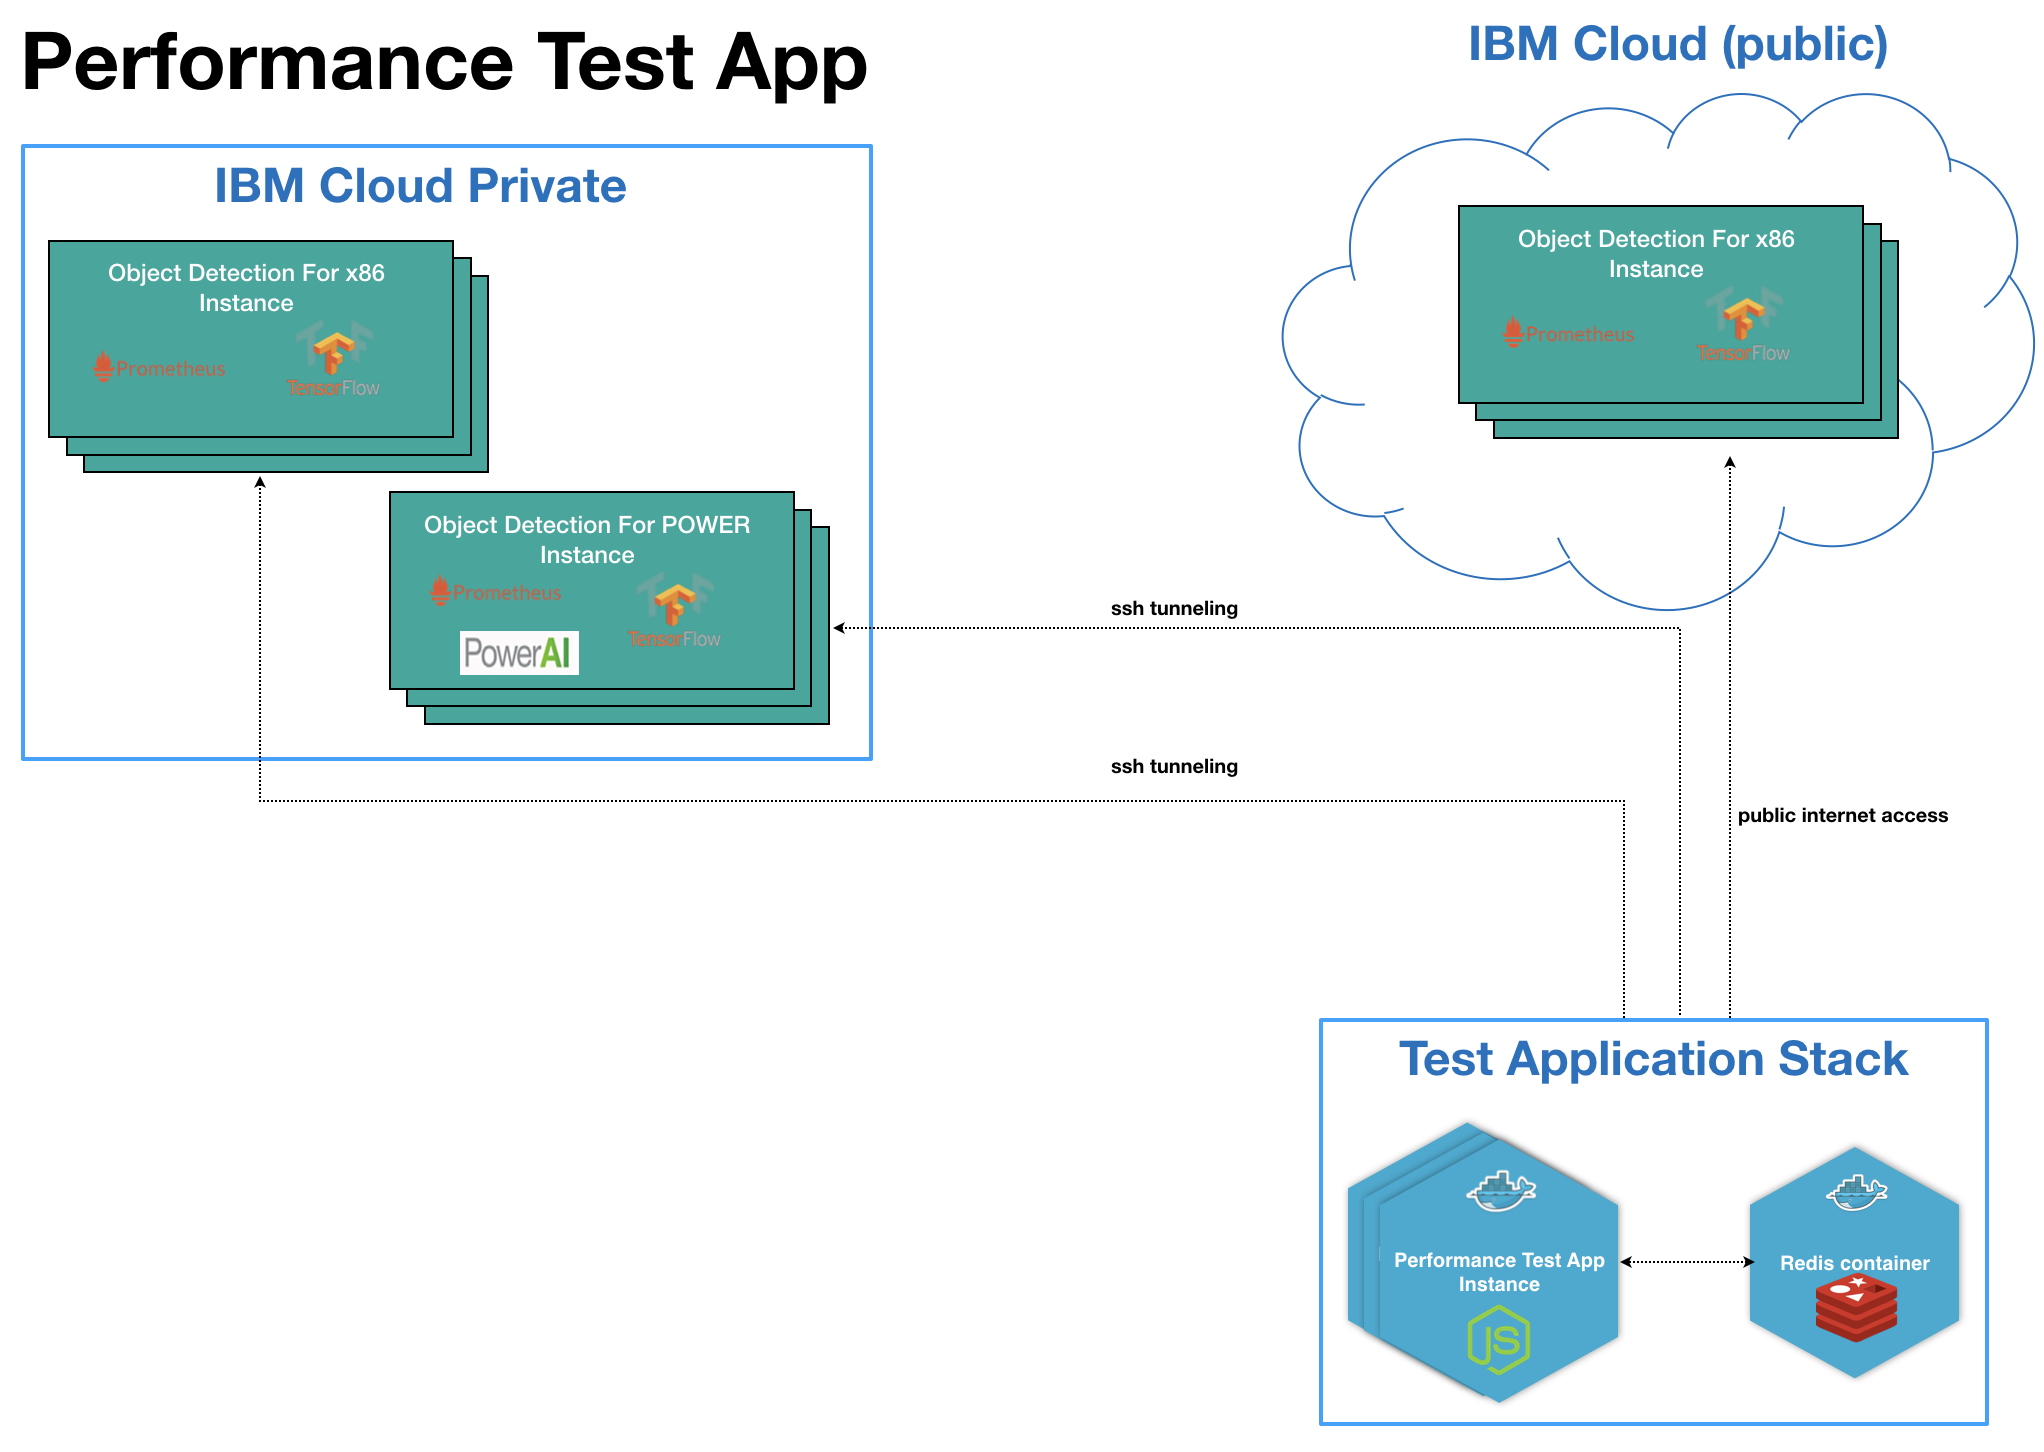 Performance Test App
IBM Cloud (public)
IBM Cloud Private
Object Detection For x86
Instance
Prometheus
TensorFlow
Object Detection For x86
Instance
Prometheus
TensorFlow
Object Detection For POWER
Instance
Prometheus
TensorFlow
PowerAI
ssh tunneling
ssh tunneling
public internet access
Test Application Stack
Performance Test App
Instance
JS
Redis container